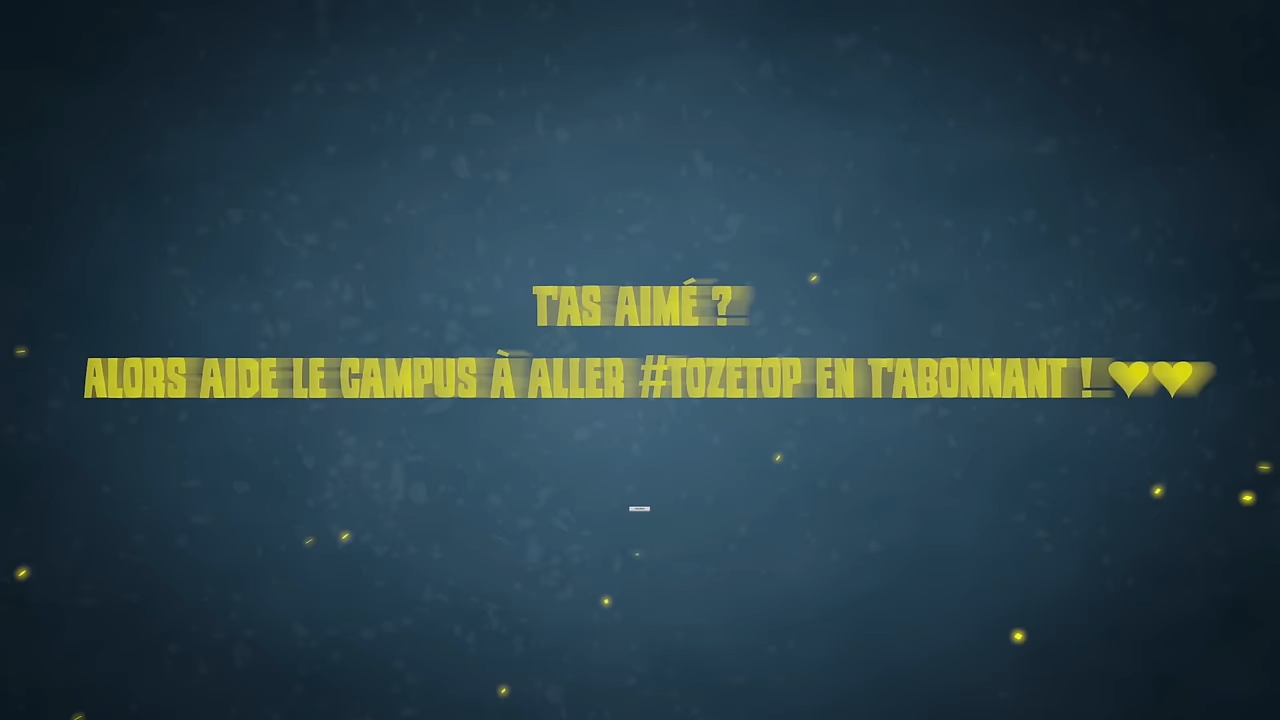 T'AS AIMÉ ?
ALORS AIDE LE CAMPUS À ALLER #TOZETOP EN T'ABONNANT ! ♥♥